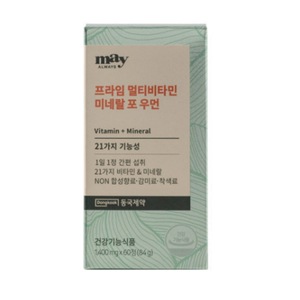 may
ALWAYS
프라임 멀티비타민
미네랄 포 우먼
Vitamin + Mineral
21가지 기능성
1일 1정 간편 섭취
21가지 비타민 & 미네랄
NON 합성향료·감미료·착색료
Dongkook 동국제약
건강기능식품
1400 mg x 60정(84 g)